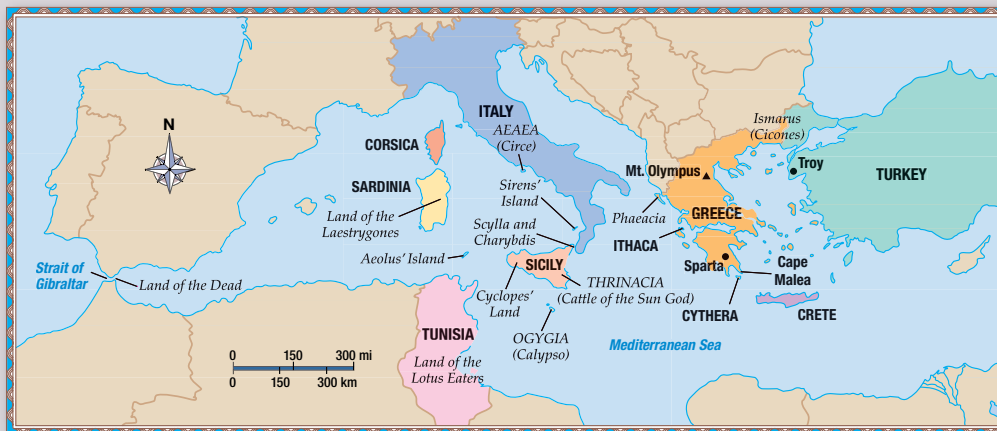 N
ITALY
AEAEA
(Circe)
CORSICA
SARDINIA
Land of the
Laestrygones
Sirens'
Island
Scylla and
Charybdis
Aeolus' Island
Strait of
Gibraltar
Land of the Dead
SICILY
Cyclopes'
Land
THRINACIA
(Cattle of the Sun God)
OGYGIA
(Calypso)
TUNISIA
Land of the
Lotus Eaters
0 150 300 mi
0 150 300 km
Ismarus
(Cicones)
Troy
TURKEY
Mt. Olympus
Phaeacia
GREECE
ITHACA
Sparta
Cape
Malea
CYTHERA
CRETE
Mediterranean Sea